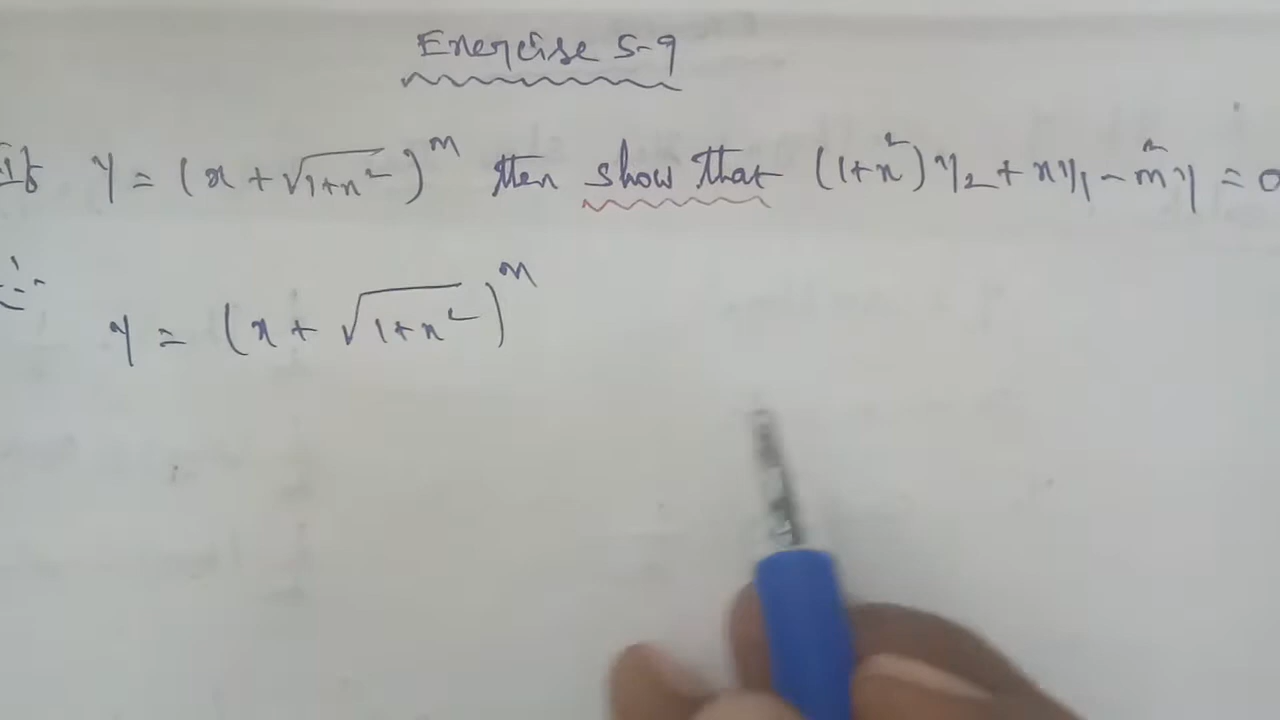 Exercise 5-9
If y = (x + √1+x²)^m then show that (1+x²)y₂ + xy₁ - m²y = 0
y = (x + √1+x²)^m